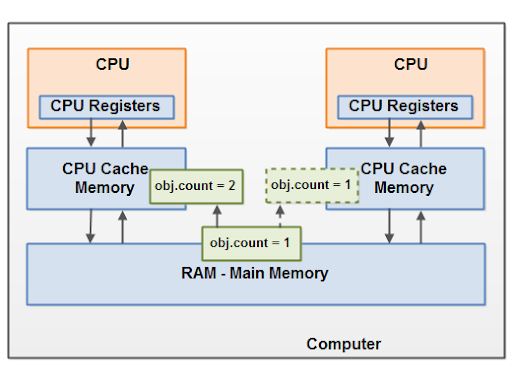 CPU
CPU
CPU Registers
CPU Registers
CPU Cache
Memory
CPU Cache
Memory
obj.count = 2
obj.count = 1
obj.count = 1
RAM - Main Memory
Computer